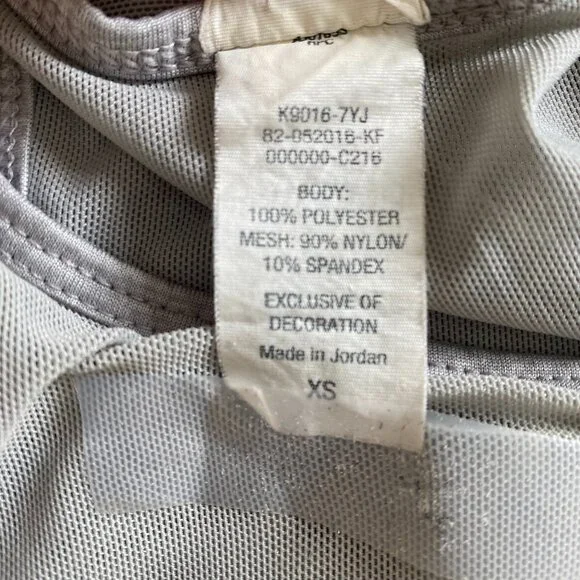 K9016-7YJ
82-052016-KF
000000-C216
BODY:
100% POLYESTER
MESH: 90% NYLON/
10% SPANDEX
EXCLUSIVE OF
DECORATION
Made in Jordan
XS